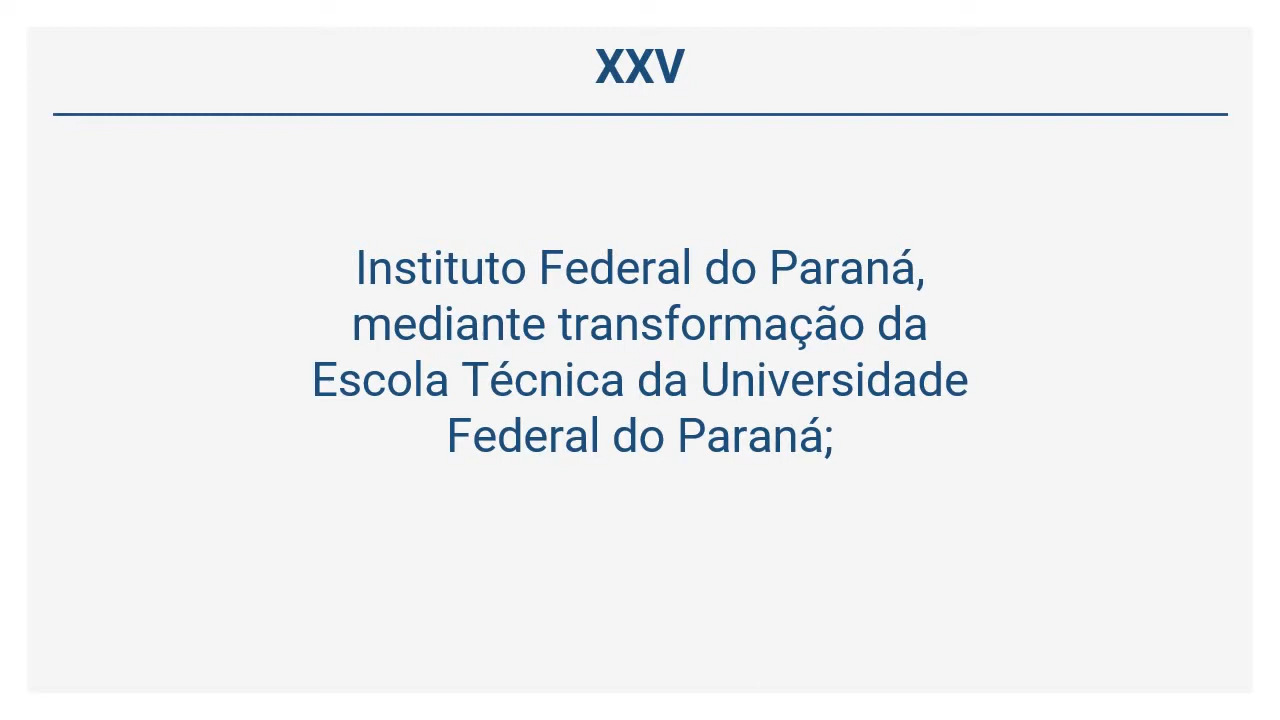 XXV
Instituto Federal do Paraná,
mediante transformação da
Escola Técnica da Universidade
Federal do Paraná;